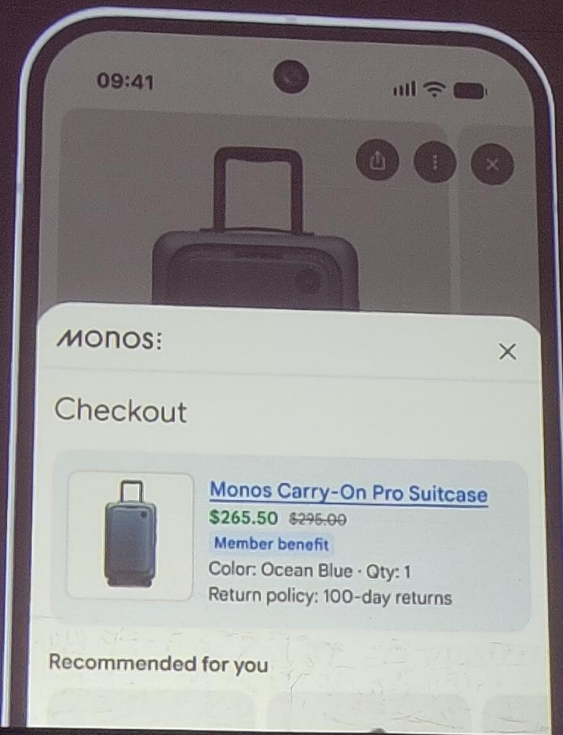 09:41
Monos
Checkout
Monos Carry-On Pro Suitcase
$265.50 $295.00
Member benefit
Color: Ocean Blue · Qty: 1
Return policy: 100-day returns
Recommended for you